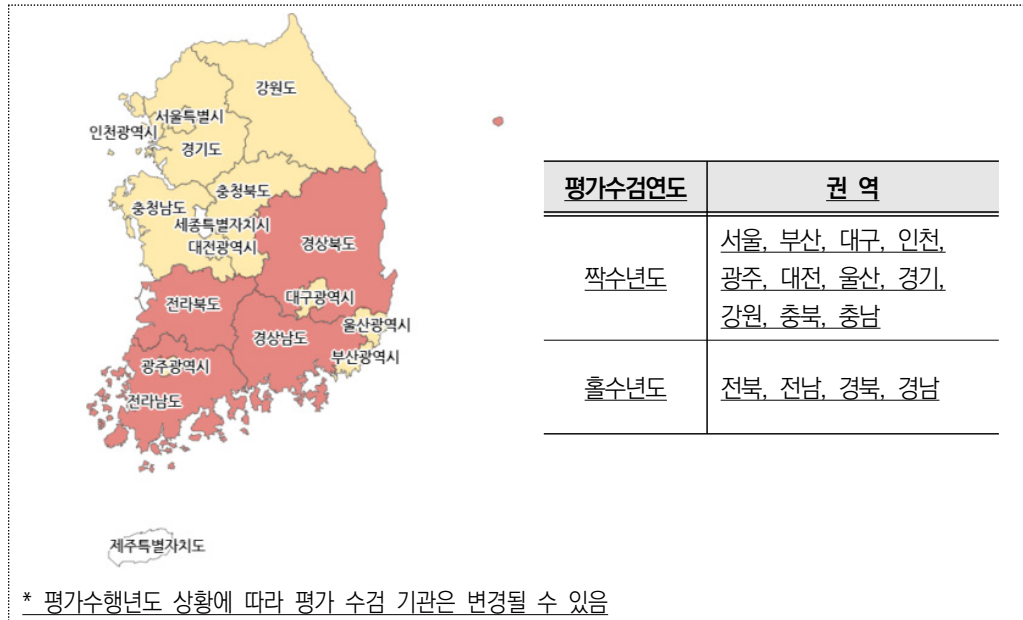 강원도
서울특별시
인천광역시
경기도
충청북도
충청남도
세종특별자치시
대전광역시
경상북도
대구광역시
전라북도
울산광역시
경상남도
부산광역시
광주광역시
전라남도
제주특별자치도
평가수검연도 권 역
짝수년도 서울, 부산, 대구, 인천,
광주, 대전, 울산, 경기,
강원, 충북, 충남
홀수년도 전북, 전남, 경북, 경남
* 평가수행년도 상황에 따라 평가 수검 기관은 변경될 수 있음